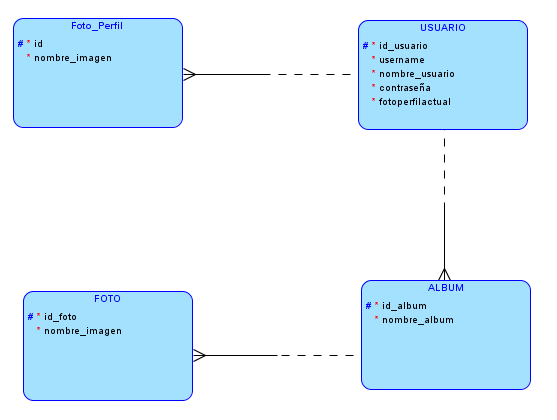 Foto_Perfil
# * id
* nombre_imagen
USUARIO
# * id_usuario
* username
* nombre_usuario
* contraseña
* fotoperfilactual
FOTO
# * id_foto
* nombre_imagen
ALBUM
# * id_album
* nombre_album